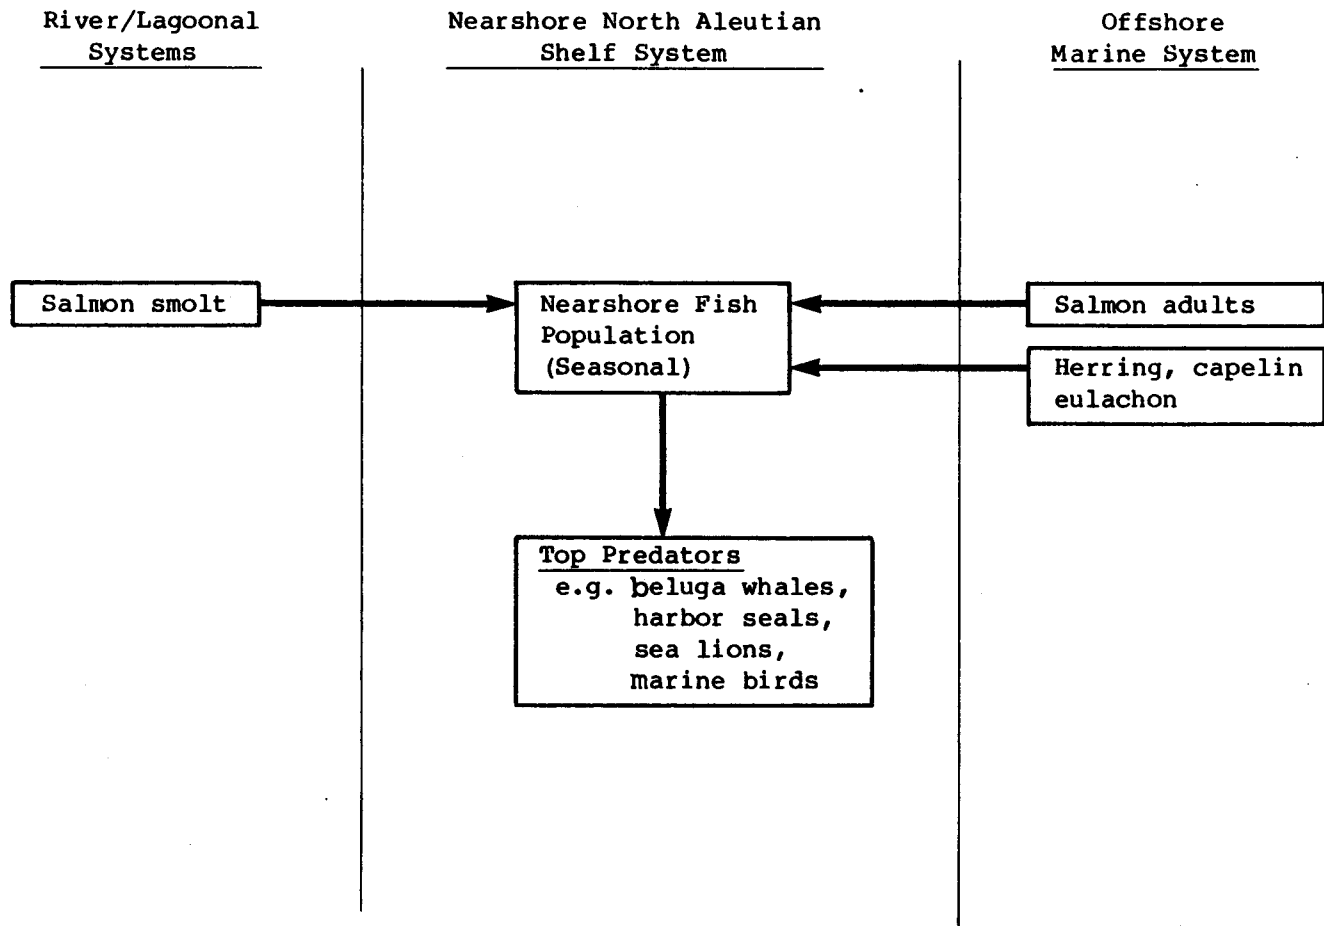 River/Lagoonal
Systems
Nearshore North Aleutian
Shelf System
Offshore
Marine System
Salmon smolt
Nearshore Fish
Population
(Seasonal)
Salmon adults
Herring, capelin
eulachon
Top Predators
e.g. beluga whales,
harbor seals,
sea lions,
marine birds